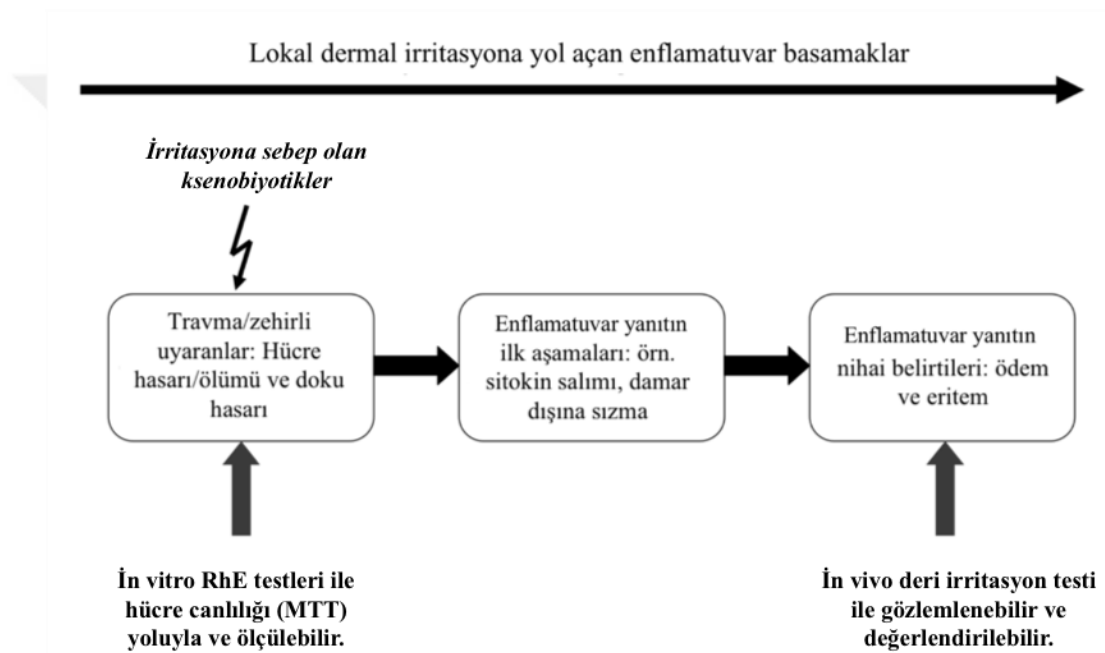 Lokal dermal irritasyona yol açan enflamatuvar basamaklar
İrritasyona sebep olan
ksenobiyotikler
Travma/zehirli
uyaranlar: Hücre
hasarı/ölümü ve doku
hasarı
Enflamatuvar yanıtın
ilk aşamaları: örn.
sitokin salımı, damar
dışına sızma
Enflamatuvar yanıtın
nihai belirtileri: ödem
ve eritem
İn vitro RhE testleri ile
hücre canlılığı (MTT)
yoluyla ve ölçülebilir.
İn vivo deri irritasyon testi
ile gözlemlenebilir ve
değerlendirilebilir.